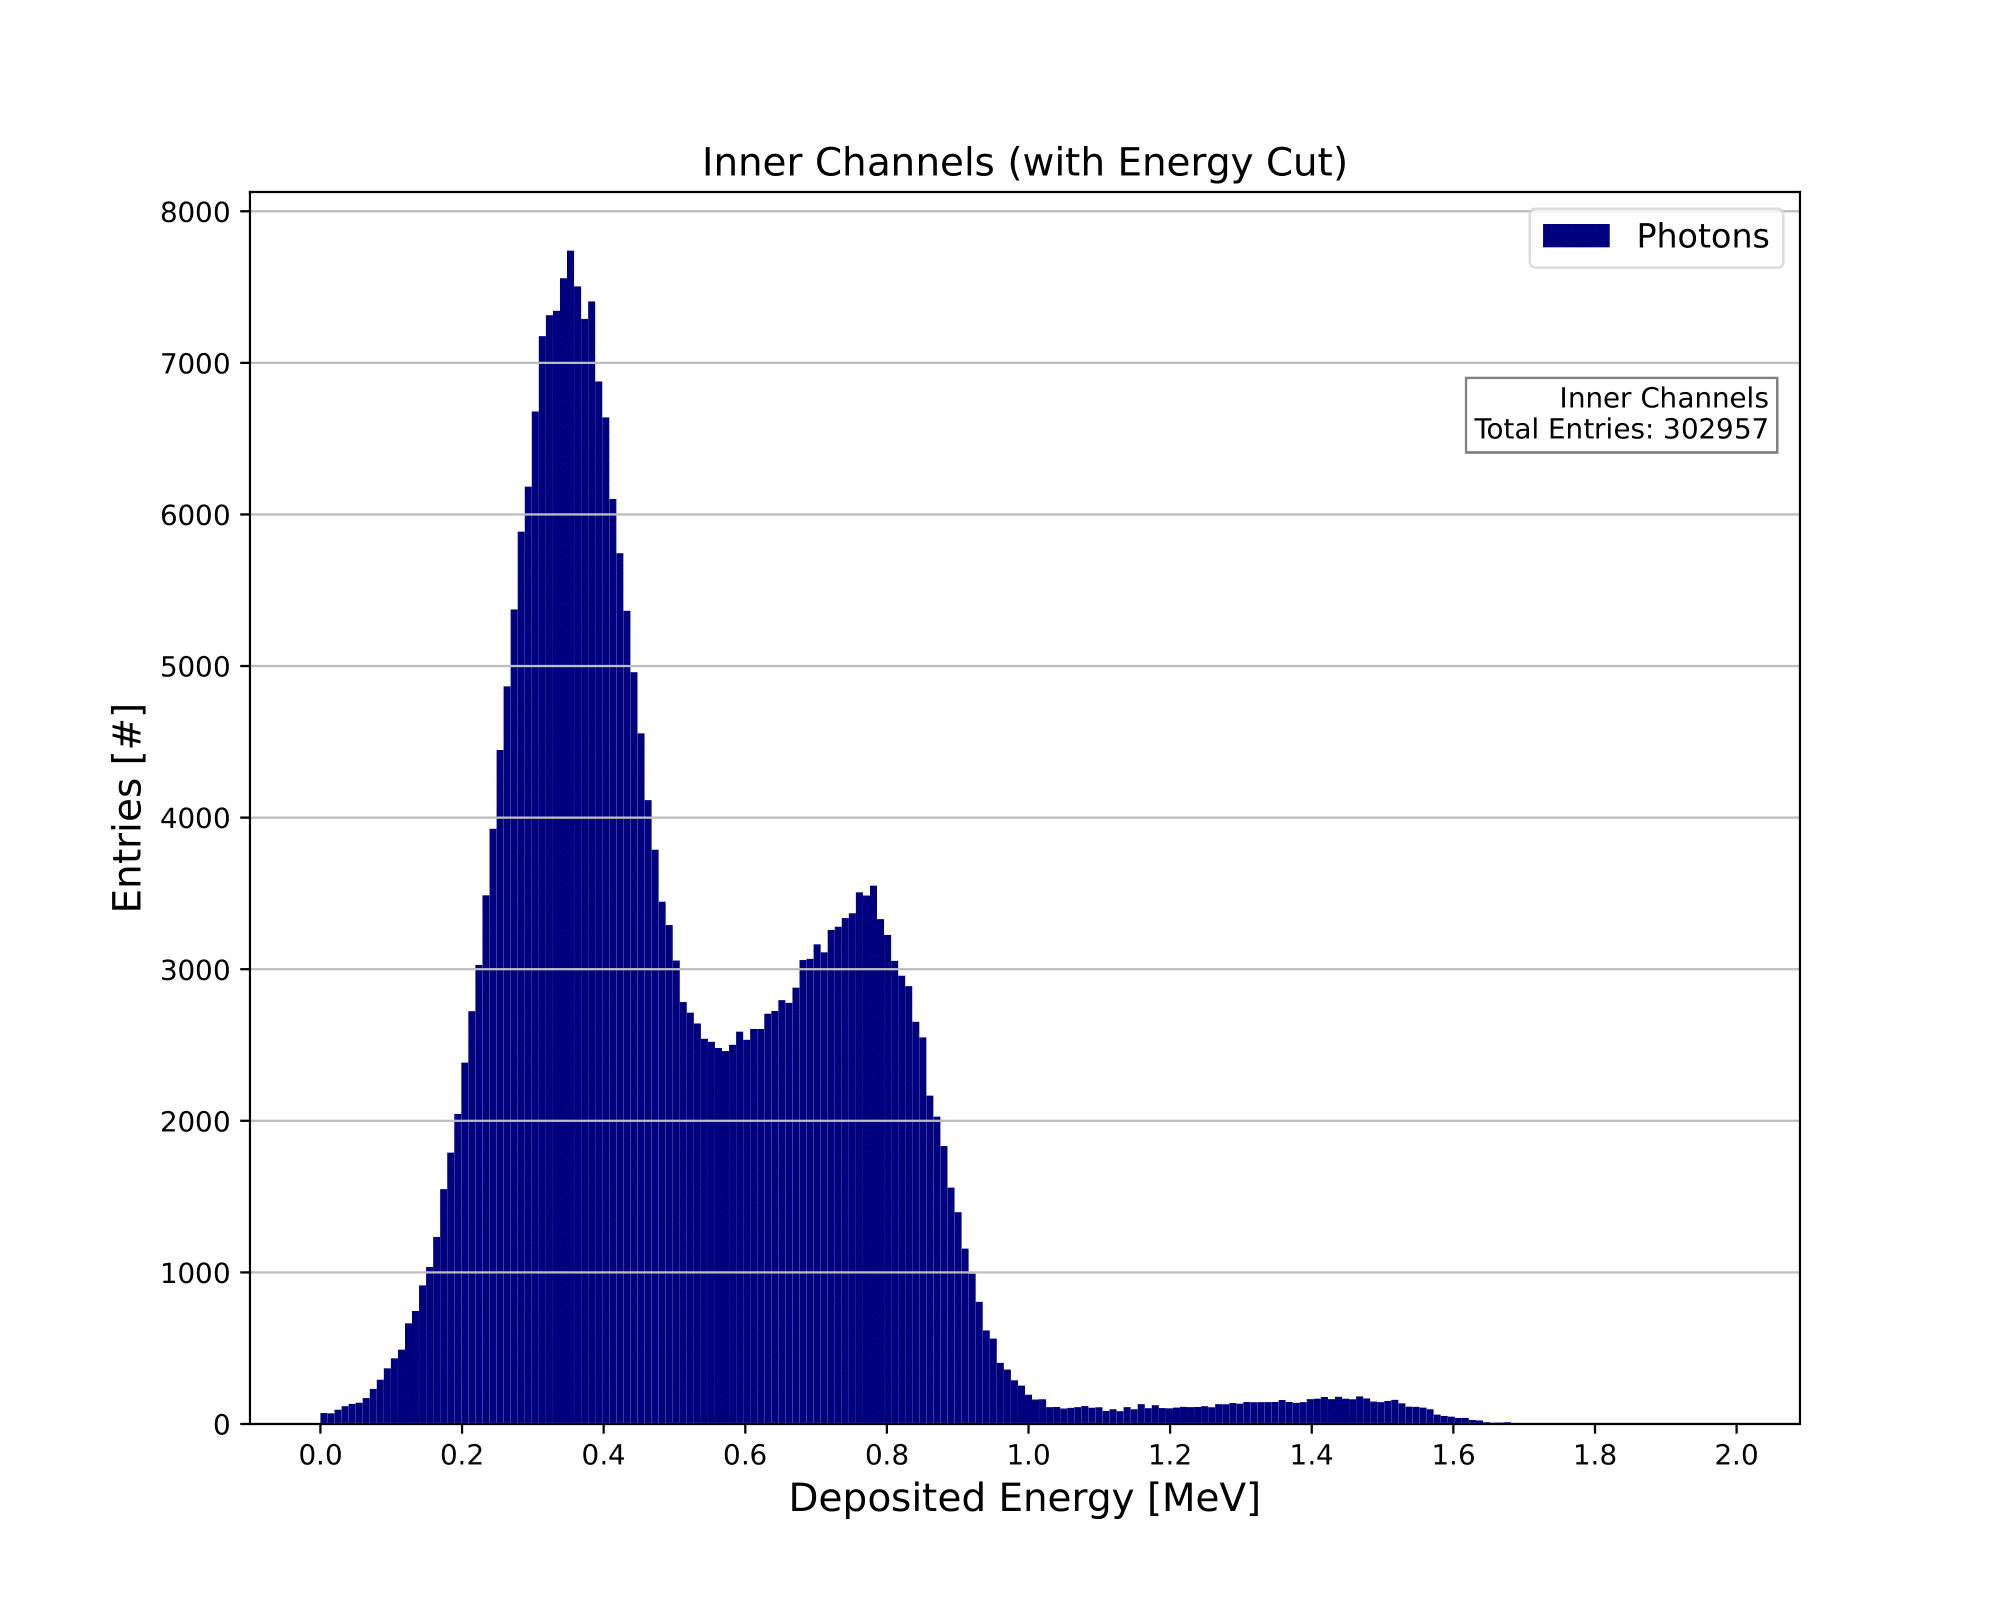 Inner Channels (with Energy Cut)
Photons
Inner Channels
Total Entries: 302957
Entries [#]
8000
7000
6000
5000
4000
3000
2000
1000
0
0.0 0.2 0.4 0.6 0.8 1.0 1.2 1.4 1.6 1.8 2.0
Deposited Energy [MeV]